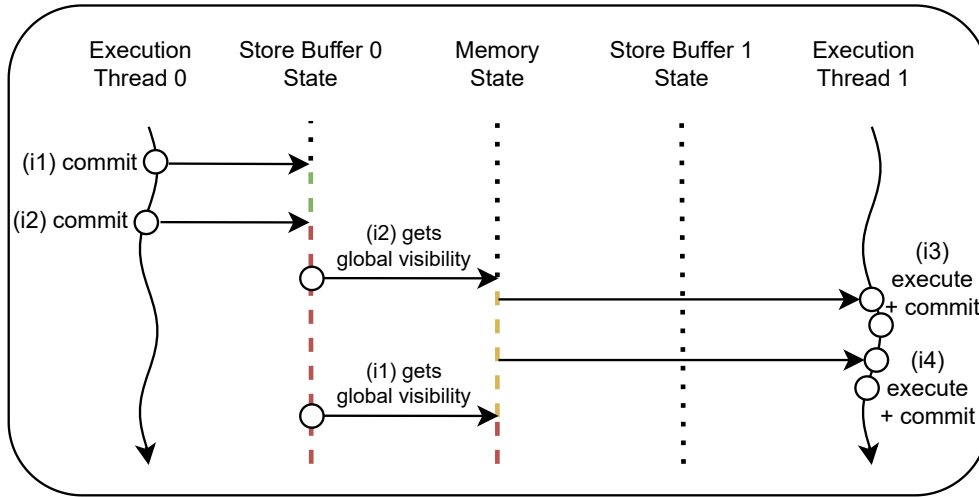 Execution
Thread 0
Store Buffer 0
State
Memory
State
Store Buffer 1
State
Execution
Thread 1
(i1) commit
(i2) commit
(i2) gets
global visibility
(i3)
execute
+ commit
(i1) gets
global visibility
(i4)
execute
+ commit